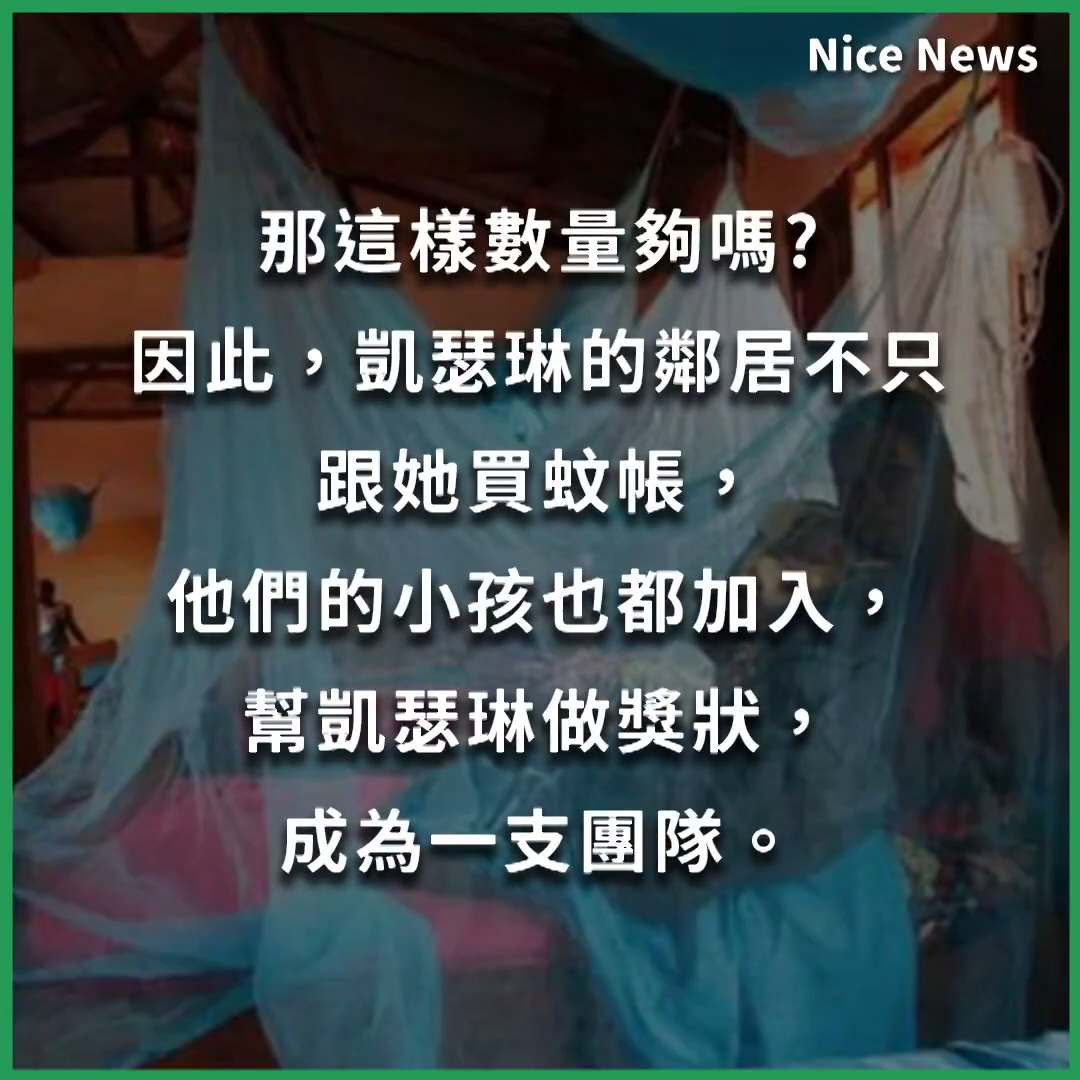 Nice News
那這樣數量夠嗎?
因此，凱瑟琳的鄰居不只
跟她買蚊帳，
他們的小孩也都加入，
幫凱瑟琳做獎狀，
成為一支團隊。